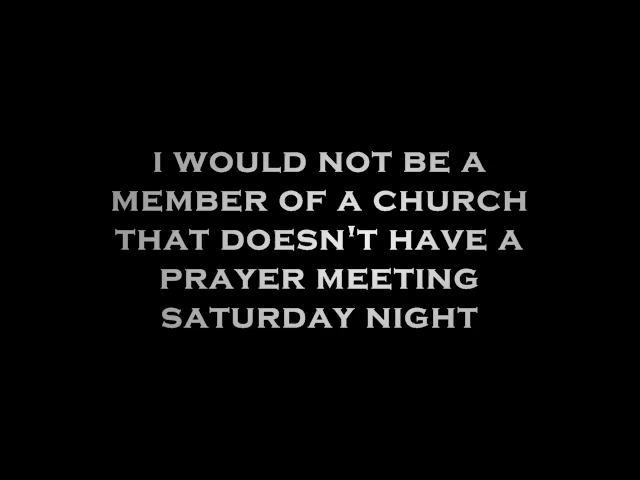 I WOULD NOT BE A
MEMBER OF A CHURCH
THAT DOESN'T HAVE A
PRAYER MEETING
SATURDAY NIGHT